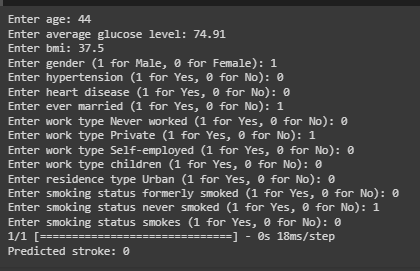 Enter age: 44
Enter average glucose level: 74.91
Enter bmi: 37.5
Enter gender (1 for Male, 0 for Female): 1
Enter hypertension (1 for Yes, 0 for No): 0
Enter heart disease (1 for Yes, 0 for No): 0
Enter ever married (1 for Yes, 0 for No): 1
Enter work type Never worked (1 for Yes, 0 for No): 0
Enter work type Private (1 for Yes, 0 for No): 1
Enter work type Self-employed (1 for Yes, 0 for No): 0
Enter work type children (1 for Yes, 0 for No): 0
Enter residence type Urban (1 for Yes, 0 for No): 0
Enter smoking status formerly smoked (1 for Yes, 0 for No): 0
Enter smoking status never smoked (1 for Yes, 0 for No): 1
Enter smoking status smokes (1 for Yes, 0 for No): 0
1/1 [==============================] - 0s 18ms/step
Predicted stroke: 0